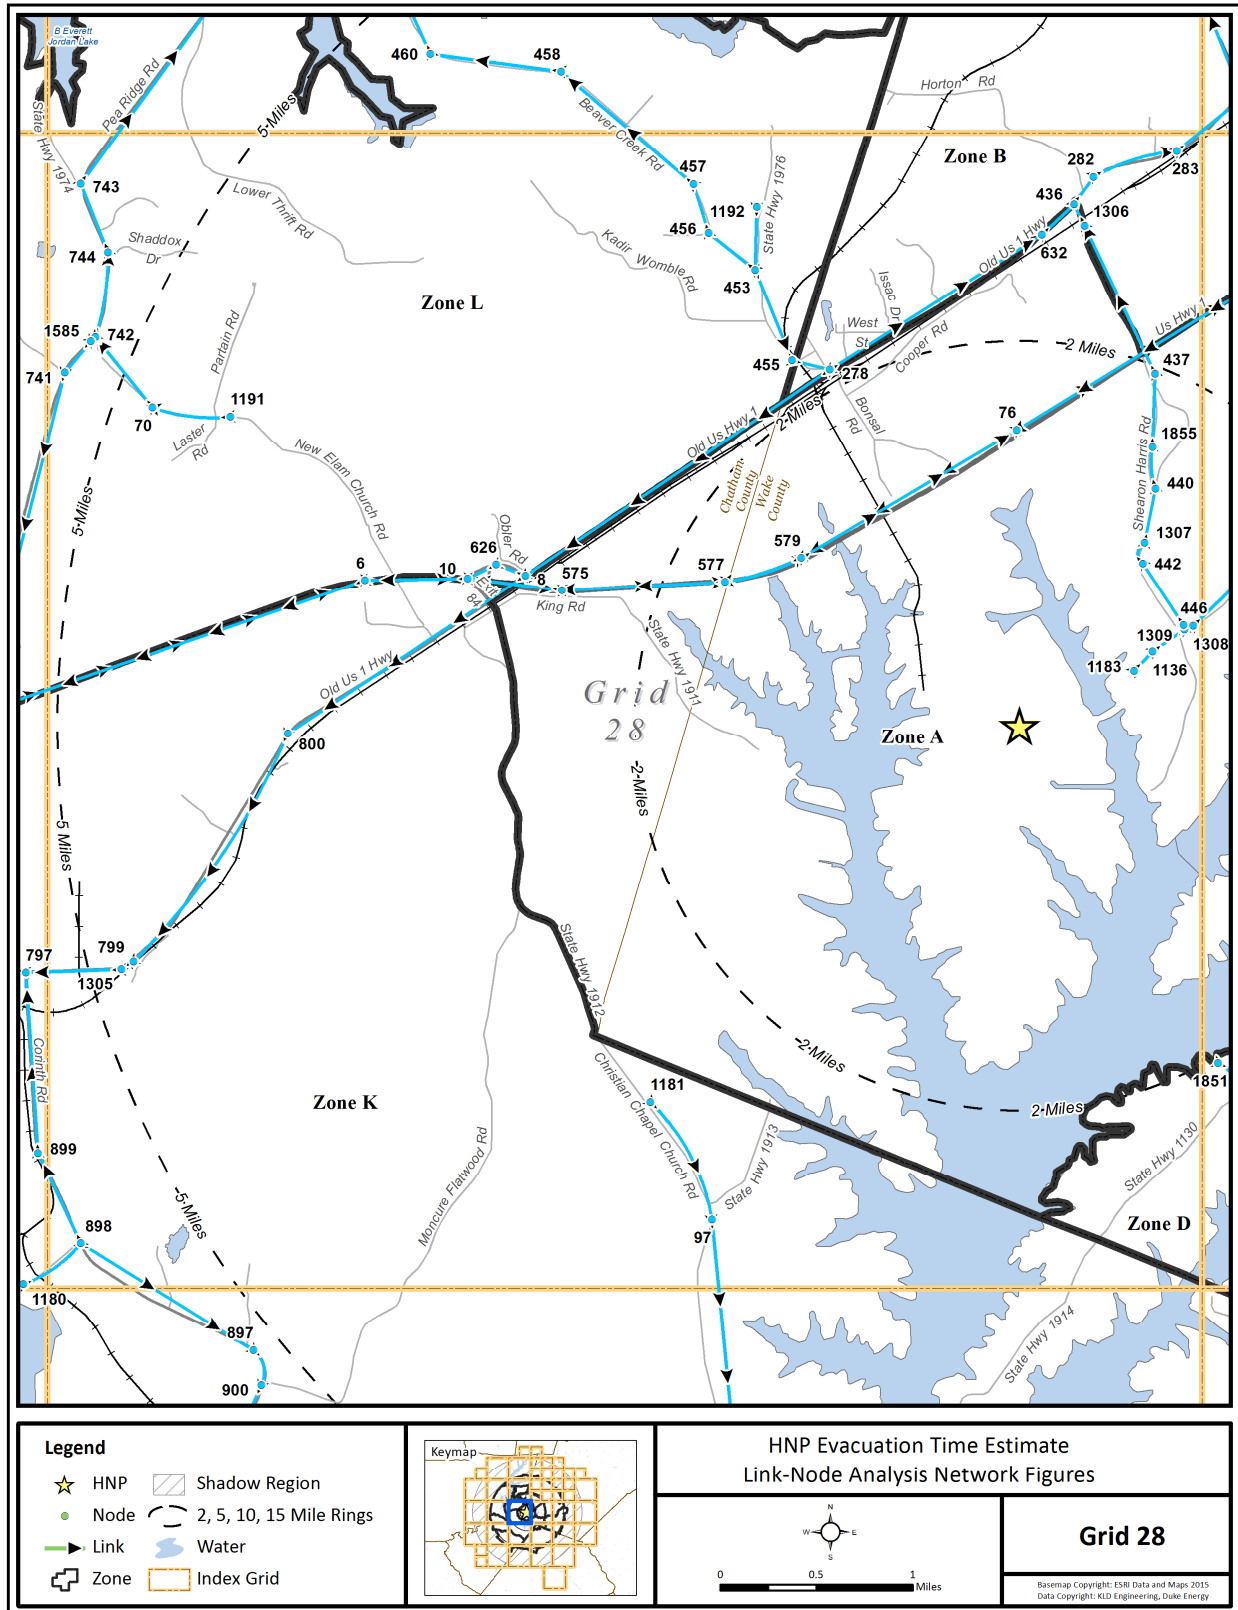 B Everett
Jordan Lake
460
458
Pea Ridge Rd
5-Miles
Beaver Creek Rd
Horton Rd
State Hwy 1974
Zone B
743
457
282
283
436
1306
Lower Thrift Rd
1192
State Hwy 1976
456
632
Shaddox
Dr
744
Kadir Womble Rd
453
Old Us 1 Hwy
Zone L
Issac Dr
1585
742
Partain Rd
West
St
Cooper Rd
Us Hwy 1
2 Miles
741
455
278
437
70
1191
2-Miles
Bonsal
Rd
76
Laster
Rd
New Elam Church Rd
Old Us Hwy 1
Shearon Harris Rd
1855
Chatham
County
Wake
County
440
5-Miles
Obler Rd
1307
6
10
626
8
575
577
579
442
Exit
84
King Rd
446
1308
State Hwy 1911
1309
1183
1136
Old Us 1 Hwy
Grid
28
Zone A
800
2-Miles
5 Miles
797
799
1305
State Hwy 1912
Corinth Rd
2-Miles
1851
Christian Chapel Church Rd
1181
2-Miles
Zone K
899
Moncure Flatwood Rd
State Hwy 1913
State Hwy 1130
5-Miles
898
97
Zone D
1180
897
State Hwy 1914
900
Legend
HNP
Shadow Region
Node
2, 5, 10, 15 Mile Rings
Link
Water
Zone
Index Grid
Keymap
HNP Evacuation Time Estimate
Link-Node Analysis Network Figures
N
W
E
S
0
0.5
1
Miles
Grid 28
Basemap Copyright: ESRI Data and Maps 2015
Data Copyright: KLD Engineering, Duke Energy